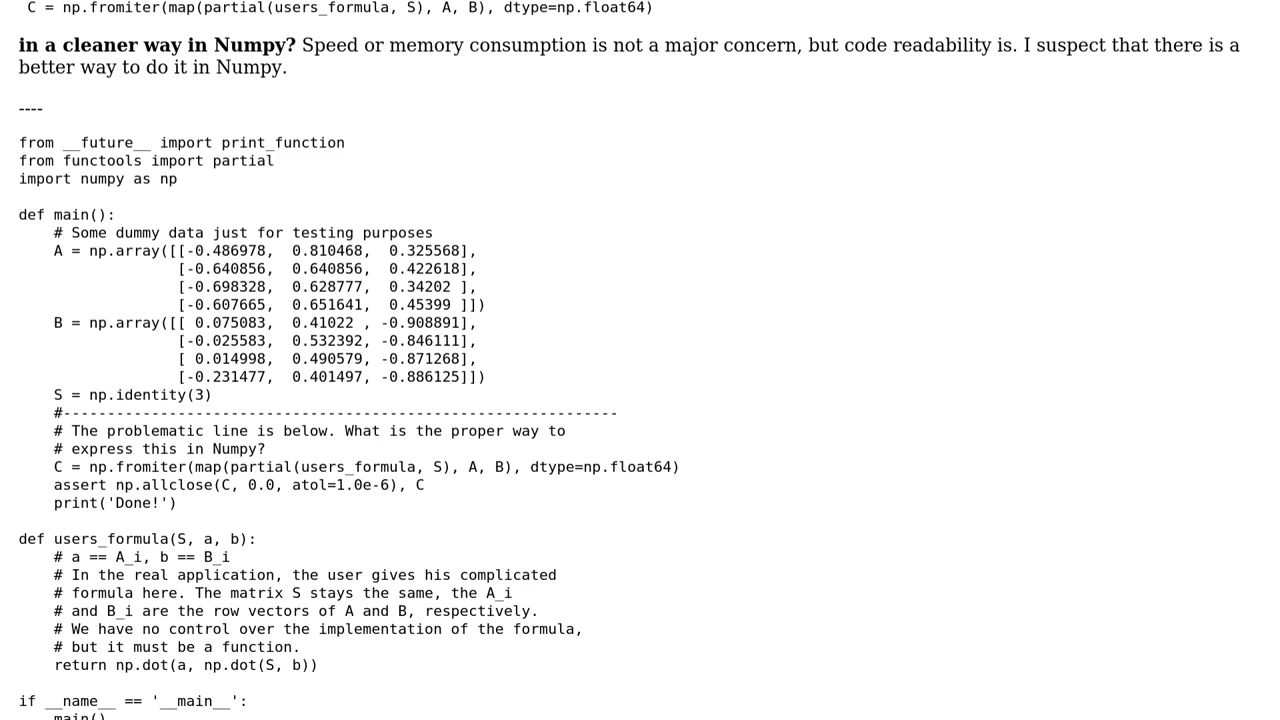 C = np.fromiter(map(partial(users_formula, S), A, B), dtype=np.float64)
in a cleaner way in Numpy? Speed or memory consumption is not a major concern, but code readability is. I suspect that there is a
better way to do it in Numpy.
----
from __future__ import print_function
from functools import partial
import numpy as np
def main():
    # Some dummy data just for testing purposes
    A = np.array([[-0.486978,  0.810468,  0.325568],
                  [-0.640856,  0.640856,  0.422618],
                  [-0.698328,  0.628777,  0.34202 ],
                  [-0.607665,  0.651641,  0.45399 ]])
    B = np.array([[ 0.075083,  0.41022 , -0.908891],
                  [-0.025583,  0.532392, -0.846111],
                  [ 0.014998,  0.490579, -0.871268],
                  [-0.231477,  0.401497, -0.886125]])
    S = np.identity(3)
    #---------------------------------------------------------------
    # The problematic line is below. What is the proper way to
    # express this in Numpy?
    C = np.fromiter(map(partial(users_formula, S), A, B), dtype=np.float64)
    assert np.allclose(C, 0.0, atol=1.0e-6), C
    print('Done!')
def users_formula(S, a, b):
    # a == A_i, b == B_i
    # In the real application, the user gives his complicated
    # formula here. The matrix S stays the same, the A_i
    # and B_i are the row vectors of A and B, respectively.
    # We have no control over the implementation of the formula,
    # but it must be a function.
    return np.dot(a, np.dot(S, b))
if __name__ == '__main__':
    main()